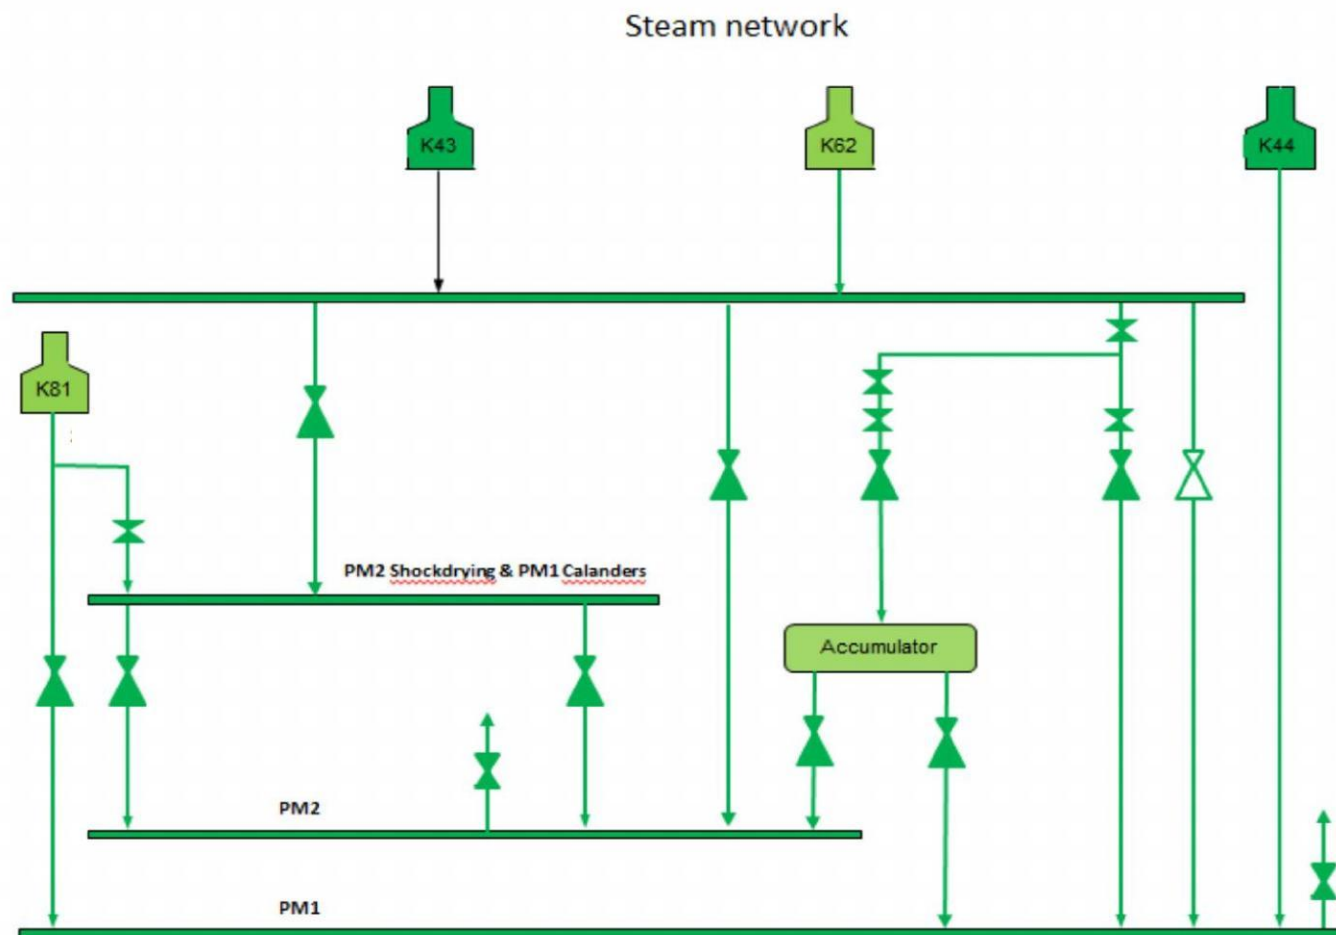 Steam network
K43
K62
K44
K81
:
PM2 Shockdrying & PM1 Calanders
Accumulator
PM2
PM1